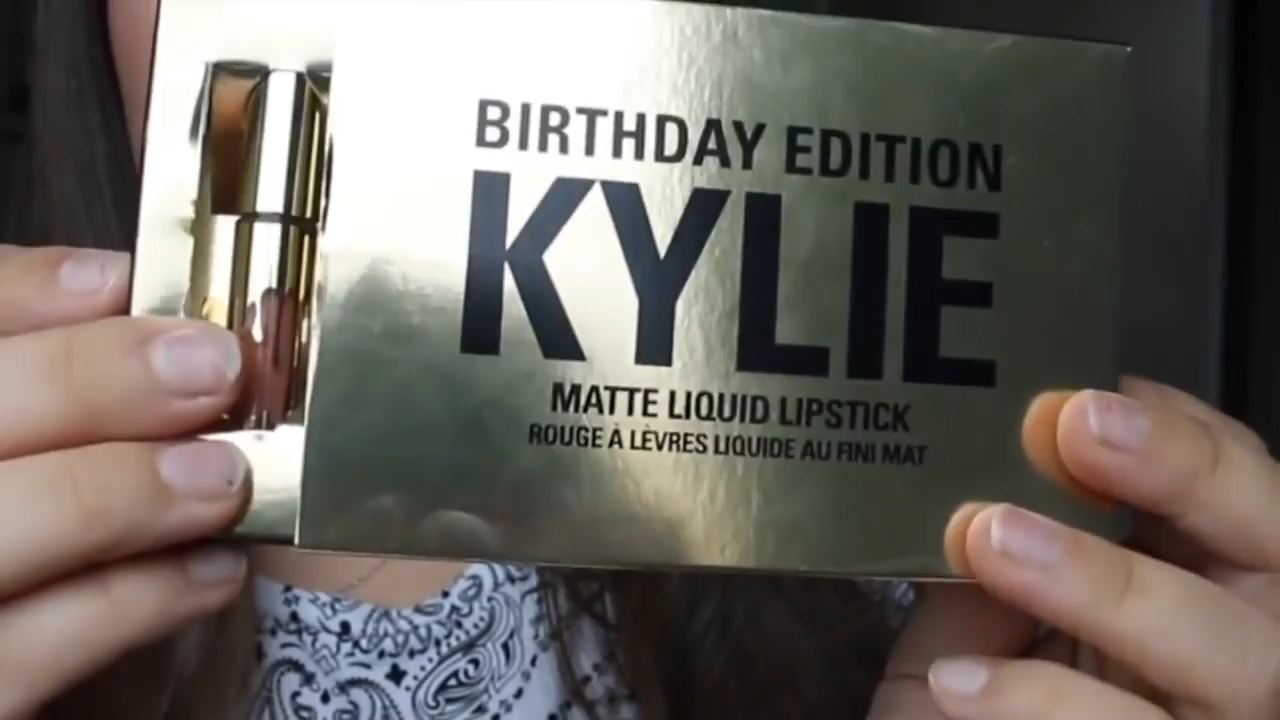 BIRTHDAY EDITION
KYLIE
MATTE LIQUID LIPSTICK
ROUGE À LÈVRES LIQUIDE AU FINI MAT